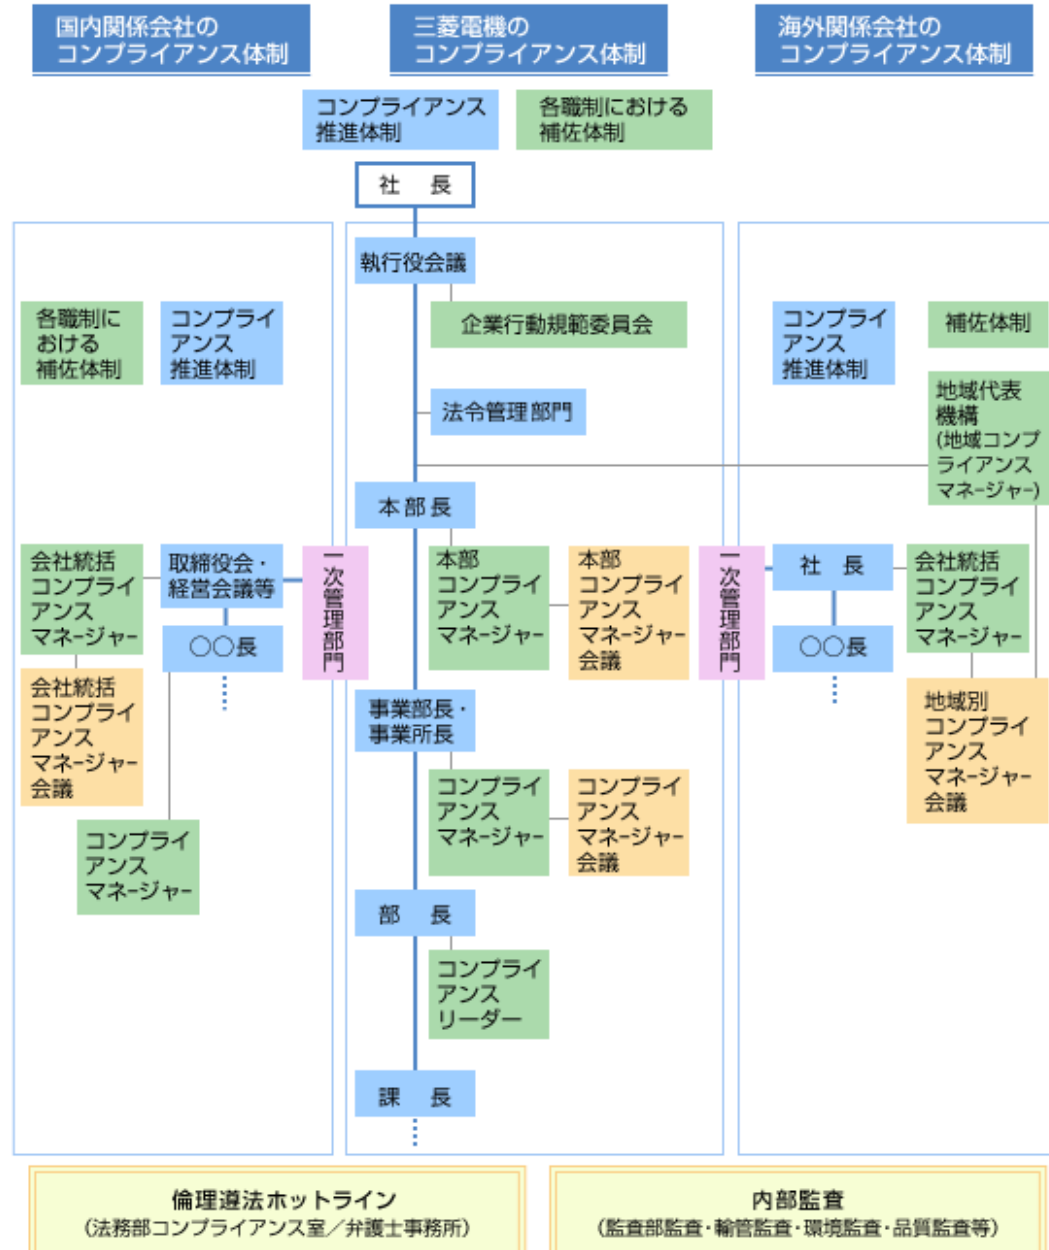 国内関係会社の
コンプライアンス体制
三菱電機の
コンプライアンス体制
海外関係会社の
コンプライアンス体制
コンプライアンス
推進体制
各職制における
補佐体制
社 長
執行役会議
企業行動規範委員会
法令管理部門
本部長
本部
コンプライ
アンス
マネージャー
本部
コンプライ
アンス
マネージャー
会議
事業部長・
事業所長
コンプライ
アンス
マネージャー
コンプライ
アンス
マネージャー
会議
部 長
コンプライ
アンス
リーダー
課 長
各職制に
おける
補佐体制
コンプライ
アンス
推進体制
会社統括
コンプライ
アンス
マネージャー
取締役会・
経営会議等
一次管理部門
○○長
会社統括
コンプライ
アンス
マネージャー
会議
コンプライ
アンス
マネージャー
コンプライ
アンス
推進体制
補佐体制
地域代表
機構
(地域コンプ
ライアンス
マネージャー)
一次管理部門
社 長
会社統括
コンプライ
アンス
マネージャー
○○長
地域別
コンプライ
アンス
マネージャー
会議
倫理遵法ホットライン
(法務部コンプライアンス室／弁護士事務所)
内部監査
(監査部監査・輸管監査・環境監査・品質監査等)